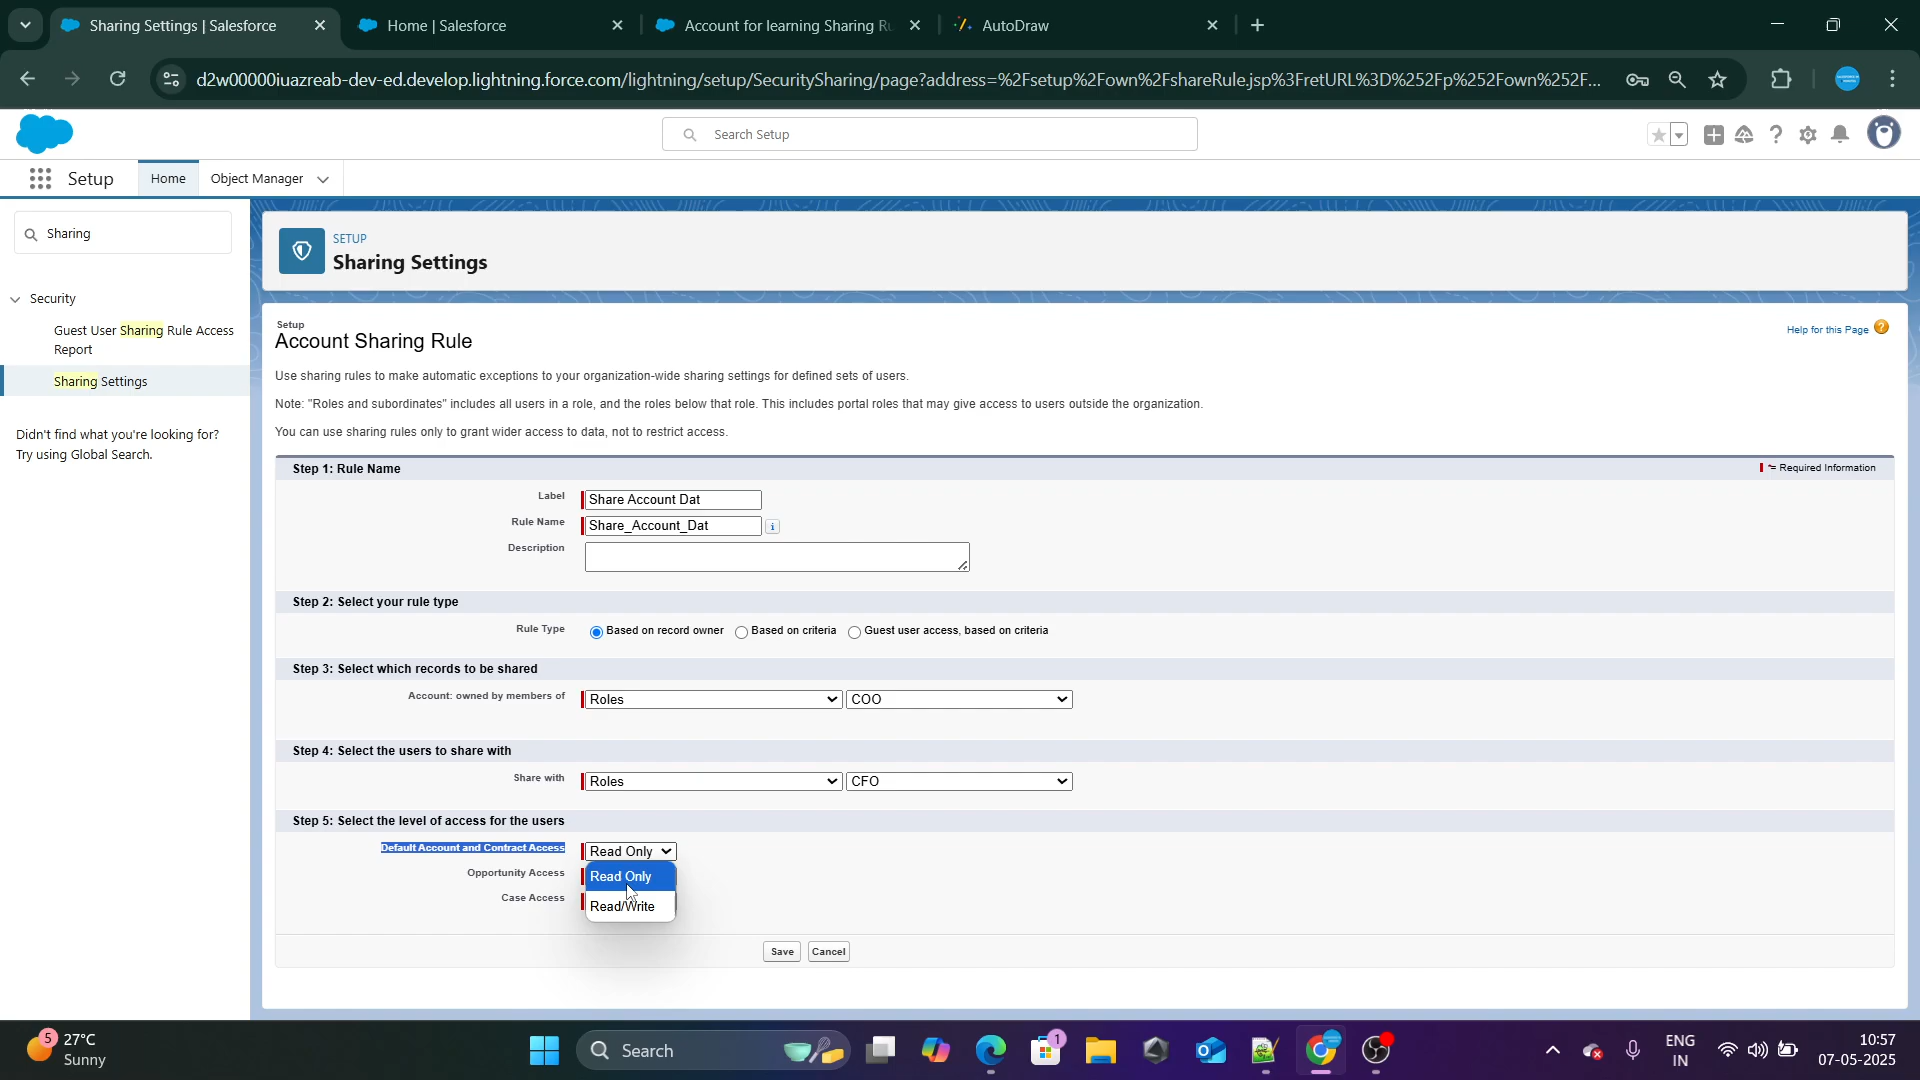 Sharing Settings | Salesforce
Home | Salesforce
Account for learning Sharing Ru
AutoDraw
d2w00000iuazreab-dev-ed.develop.lightning.force.com/lightning/setup/SecuritySharing/page?address=%2Fsetup%2Fown%2FshareRule.jsp%3FretURL%3D%252Fp%252Fown%252F...
Search Setup
Setup
Home
Object Manager
Sharing
Security
Guest User Sharing Rule Access
Report
Sharing Settings
Didn't find what you're looking for?
Try using Global Search.
SETUP
Sharing Settings
Setup
Account Sharing Rule
Help for this Page
Use sharing rules to make automatic exceptions to your organization-wide sharing settings for defined sets of users.
Note: "Roles and subordinates" includes all users in a role, and the roles below that role. This includes portal roles that may give access to users outside the organization.
You can use sharing rules only to grant wider access to data, not to restrict access.
Step 1: Rule Name
= Required Information
Label
Share Account Dat
Rule Name
Share_Account_Dat
i
Description
Step 2: Select your rule type
Rule Type
Based on record owner
Based on criteria
Guest user access, based on criteria
Step 3: Select which records to be shared
Account: owned by members of
Roles
COO
Step 4: Select the users to share with
Share with
Roles
CFO
Step 5: Select the level of access for the users
Default Account and Contract Access
Read Only
Opportunity Access
Read Only
Case Access
Read/Write
Save
Cancel
5
27°C
Sunny
Search
1
ENG
IN
10:57
07-05-2025